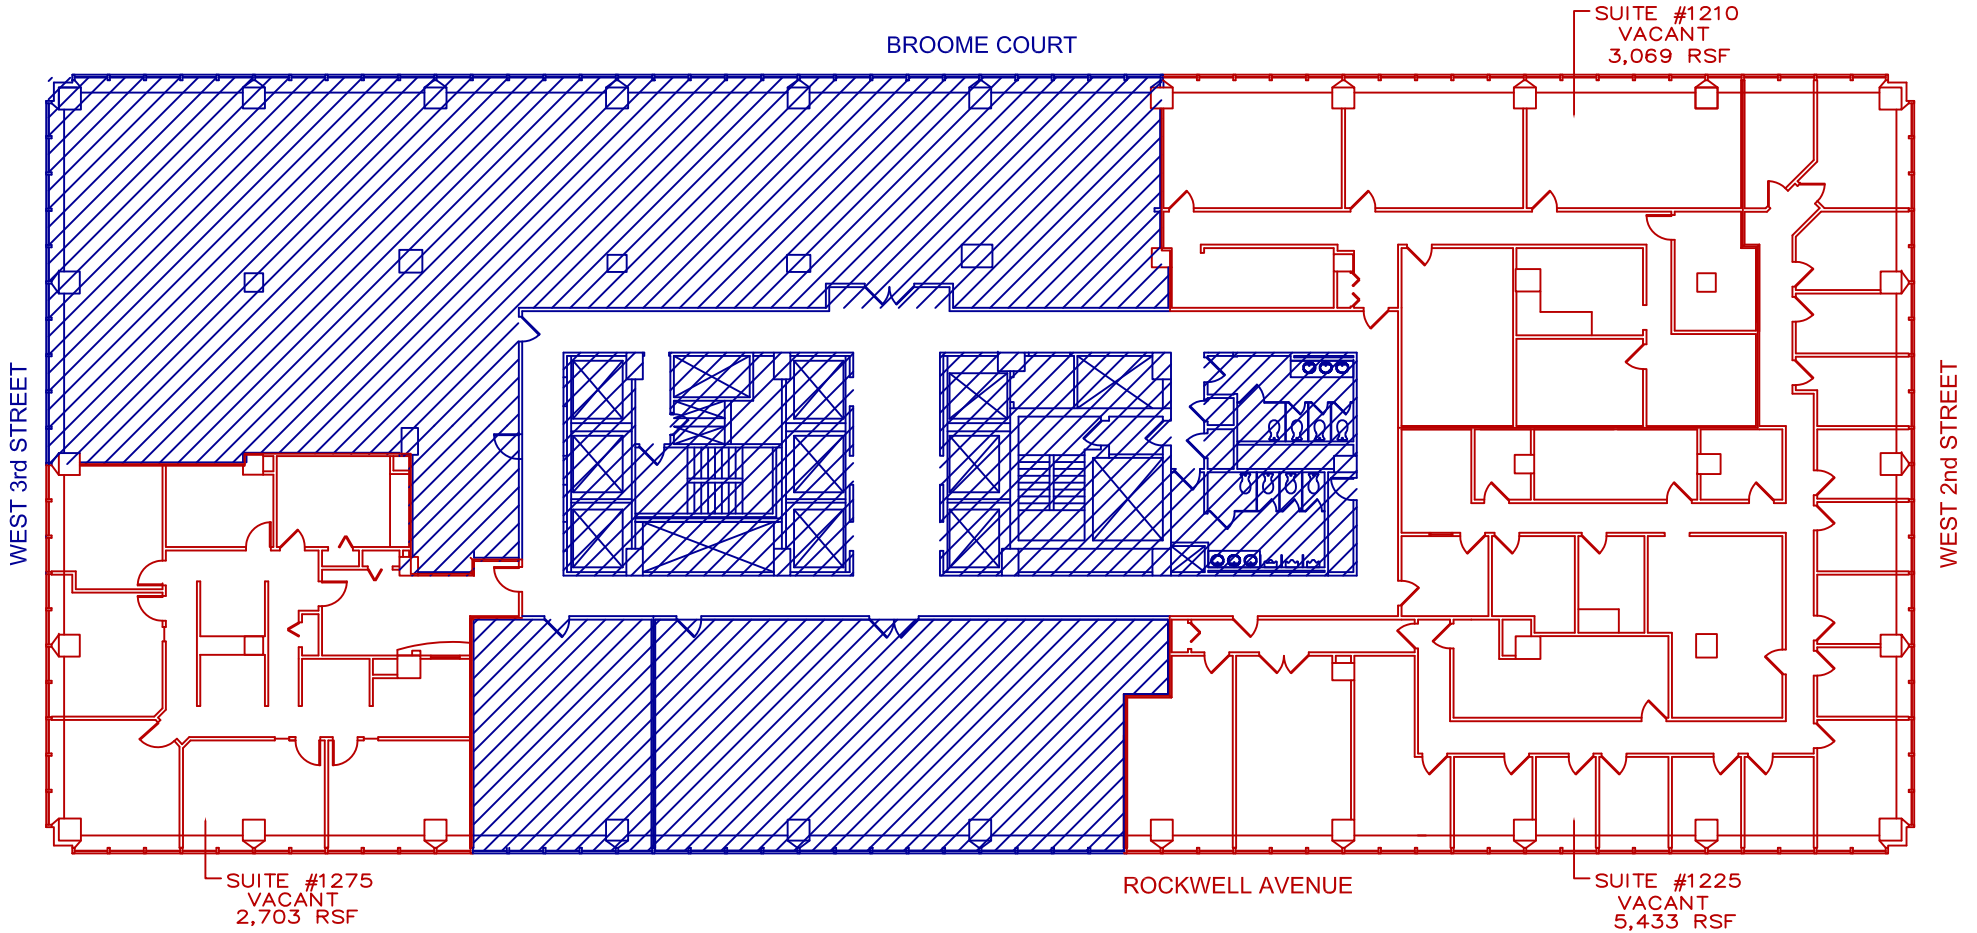 SUITE #1210
VACANT
3,069 RSF
BROOME COURT
WEST 3rd STREET
WEST 2nd STREET
SUITE #1275
VACANT
2,703 RSF
ROCKWELL AVENUE
SUITE #1225
VACANT
5,433 RSF